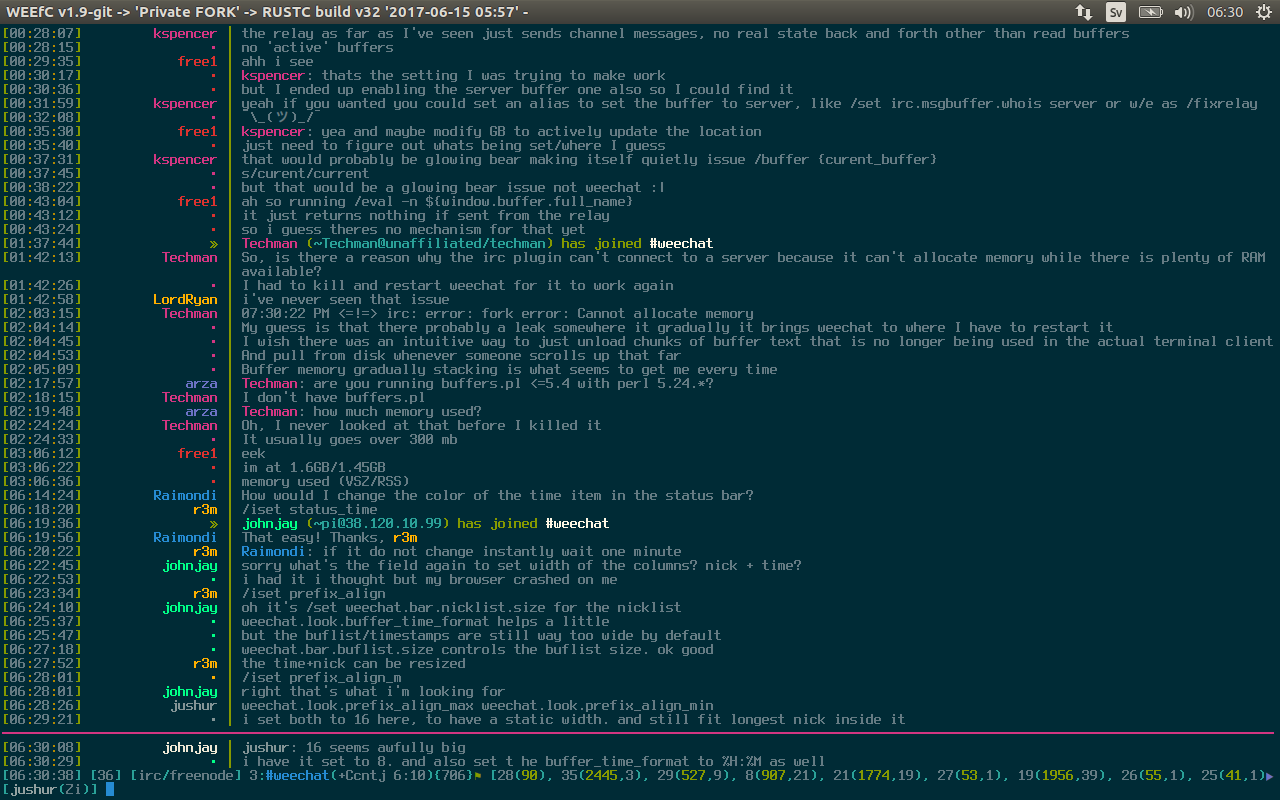 WEEfC v1.9-git -> 'Private FORK' -> RUSTC build v32 '2017-06-15 05:57' - Sv 06:30
[00:28:07] kspencer | the relay as far as I've seen just sends channel messages, no real state back and forth other than read buffers
[00:28:15] • | no 'active' buffers
[00:29:35] free1 | ahh i see
[00:30:17] • | kspencer: thats the setting I was trying to make work
[00:30:36] • | but I ended up enabling the server buffer one also so I could find it
[00:31:59] kspencer | yeah if you wanted you could set an alias to set the buffer to server, like /set irc.msgbuffer.whois server or w/e as /fixrelay
[00:32:08] • | ¯\_(ツ)_/¯
[00:35:30] free1 | kspencer: yea and maybe modify GB to actively update the location
[00:35:40] • | just need to figure out whats being set/where I guess
[00:37:31] kspencer | that would probably be glowing bear making itself quietly issue /buffer {curent_buffer}
[00:37:45] • | s/curent/current
[00:38:22] • | but that would be a glowing bear issue not weechat :|
[00:43:04] free1 | ah so running /eval -n ${window.buffer.full_name}
[00:43:12] • | it just returns nothing if sent from the relay
[00:43:24] • | so i guess theres no mechanism for that yet
[01:37:44] » | Techman (~Techman@unaffiliated/techman) has joined #weechat
[01:42:13] Techman | So, is there a reason why the irc plugin can't connect to a server because it can't allocate memory while there is plenty of RAM
| available?
[01:42:26] • | I had to kill and restart weechat for it to work again
[01:42:58] LordRyan | i've never seen that issue
[02:03:15] Techman | 07:30:22 PM <=!=> irc: error: fork error: Cannot allocate memory
[02:04:14] • | My guess is that there probably a leak somewhere it gradually it brings weechat to where I have to restart it
[02:04:45] • | I wish there was an intuitive way to just unload chunks of buffer text that is no longer being used in the actual terminal client
[02:04:53] • | And pull from disk whenever someone scrolls up that far
[02:05:09] • | Buffer memory gradually stacking is what seems to get me every time
[02:17:57] arza | Techman: are you running buffers.pl <=5.4 with perl 5.24.*?
[02:18:15] Techman | I don't have buffers.pl
[02:19:48] arza | Techman: how much memory used?
[02:24:24] Techman | Oh, I never looked at that before I killed it
[02:24:33] • | It usually goes over 300 mb
[03:06:12] free1 | eek
[03:06:22] • | im at 1.6GB/1.45GB
[03:06:36] • | memory used (VSZ/RSS)
[06:14:24] Raimondi | How would I change the color of the time item in the status bar?
[06:18:20] r3m | /iset status_time
[06:19:36] » | johnjay (~pi@38.120.10.99) has joined #weechat
[06:19:56] Raimondi | That easy! Thanks, r3m
[06:20:22] r3m | Raimondi: if it do not change instantly wait one minute
[06:22:45] johnjay | sorry what's the field again to set width of the columns? nick + time?
[06:22:53] • | i had it i thought but my browser crashed on me
[06:23:34] r3m | /iset prefix_align
[06:24:10] johnjay | oh it's /set weechat.bar.nicklist.size for the nicklist
[06:25:37] • | weechat.look.buffer_time_format helps a little
[06:25:47] • | but the buflist/timestamps are still way too wide by default
[06:27:18] • | weechat.bar.buflist.size controls the buflist size. ok good
[06:27:52] r3m | the time+nick can be resized
[06:28:01] • | /iset prefix_align_m
[06:28:01] johnjay | right that's what i'm looking for
[06:28:26] jushur | weechat.look.prefix_align_max weechat.look.prefix_align_min
[06:29:21] • | i set both to 16 here, to have a static width. and still fit longest nick inside it
[06:30:08] johnjay | jushur: 16 seems awfully big
[06:30:29] • | i have it set to 8. and also set t he buffer_time_format to %H:%M as well
[06:30:38] [36] [irc/freenode] 3:#weechat(+Ccntj 6:10){706} [28(90), 35(2445,3), 29(527,9), 8(907,21), 21(1774,19), 27(53,1), 19(1956,39), 26(55,1), 25(41,1)
[jushur(Zi)]